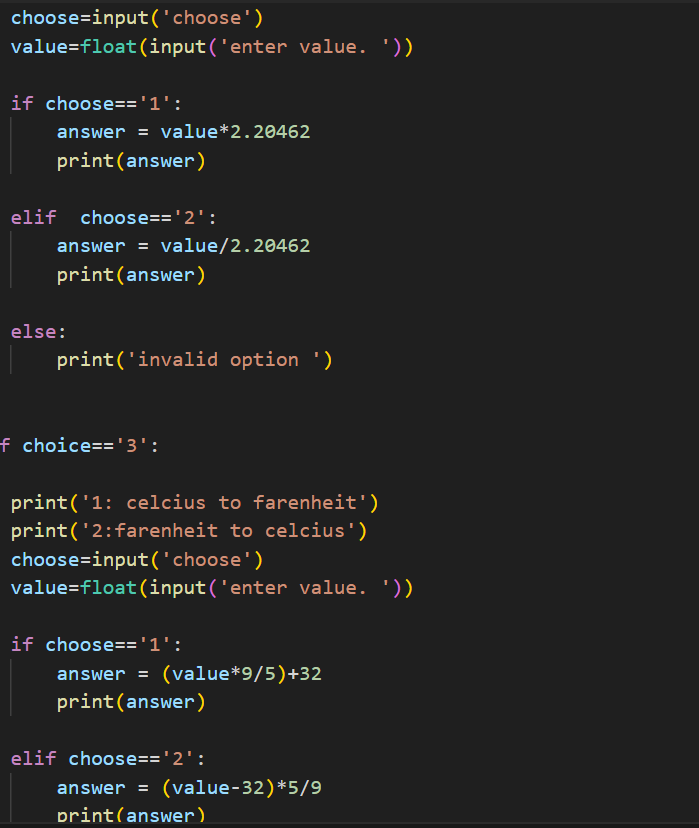 choose=input('choose')
value=float(input('enter value. '))
if choose=='1':
answer = value*2.20462
print(answer)
elif  choose=='2':
answer = value/2.20462
print(answer)
else:
print('invalid option ')
f choice=='3':
print('1: celcius to farenheit')
print('2:farenheit to celcius')
choose=input('choose')
value=float(input('enter value. '))
if choose=='1':
answer = (value*9/5)+32
print(answer)
elif choose=='2':
answer = (value-32)*5/9
print(answer)